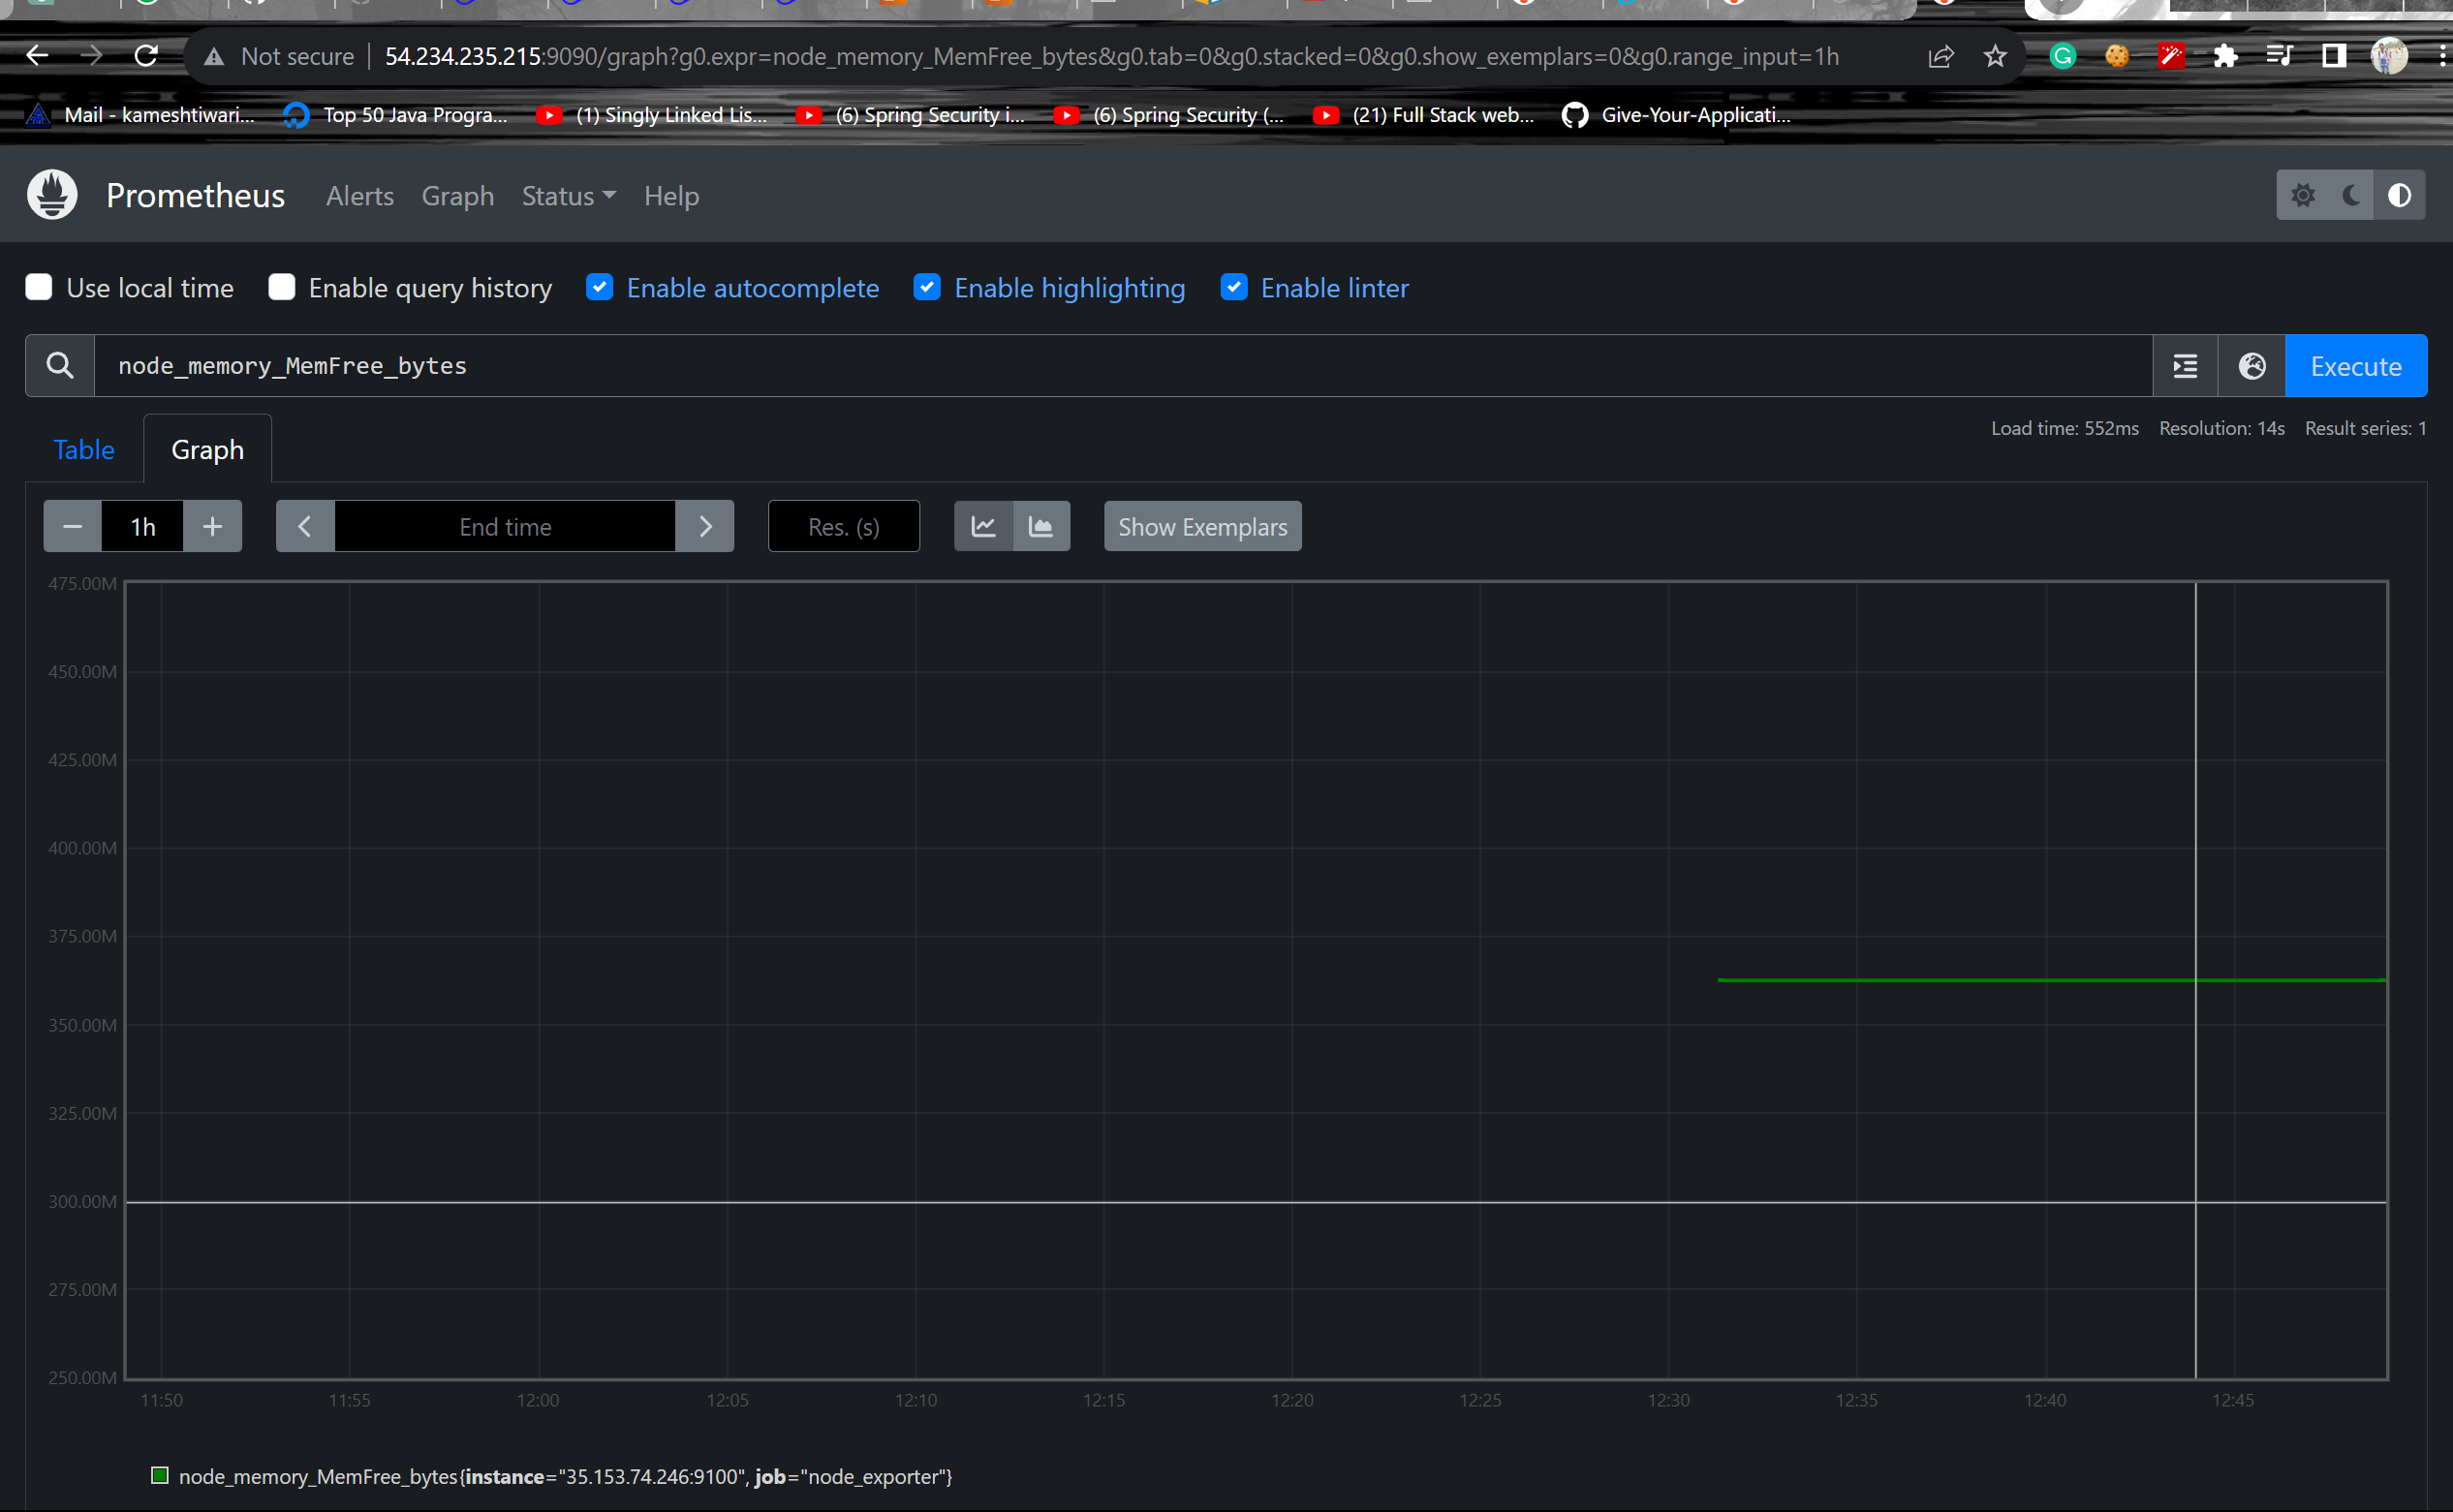 Not secure 54.234.235.215:9090/graph?g0.expr=node_memory_MemFree_bytes&g0.tab=0&g0.stacked=0&g0.show_exemplars=0&g0.range_input=1h
Mail - kameshtiwari... Top 50 Java Progra... (1) Singly Linked Lis... (6) Spring Security i... (6) Spring Security (... (21) Full Stack web... Give-Your-Applicati...
Prometheus Alerts Graph Status Help
Use local time Enable query history Enable autocomplete Enable highlighting Enable linter
node_memory_MemFree_bytes Execute
Load time: 552ms Resolution: 14s Result series: 1
Table Graph
1h End time Res. (s) Show Exemplars
475.00M
450.00M
425.00M
400.00M
375.00M
350.00M
325.00M
300.00M
275.00M
250.00M
11:50 11:55 12:00 12:05 12:10 12:15 12:20 12:25 12:30 12:35 12:40 12:45
node_memory_MemFree_bytes{instance="35.153.74.246:9100", job="node_exporter"}